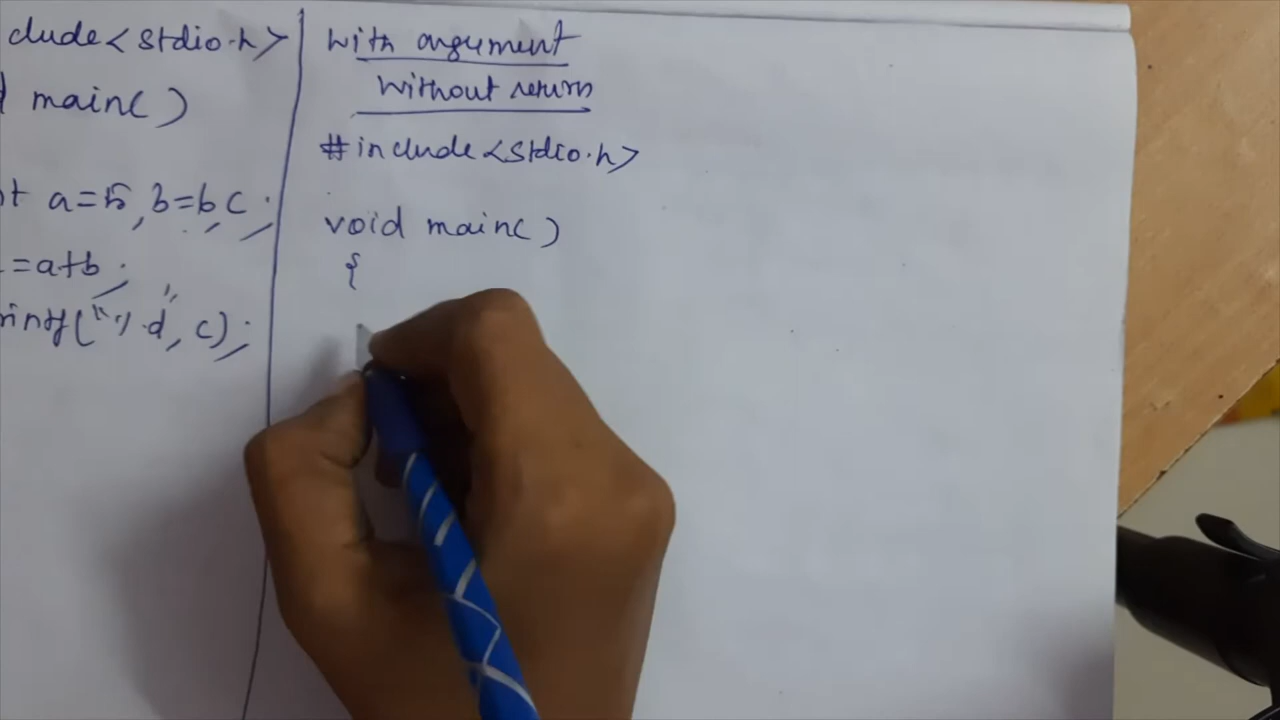 clude<stdio.h>
main()
t a=5, b=6, c;
=a+b;
intf("%d", c);
With argument
Without return
#include<stdio.h>
void main()
{